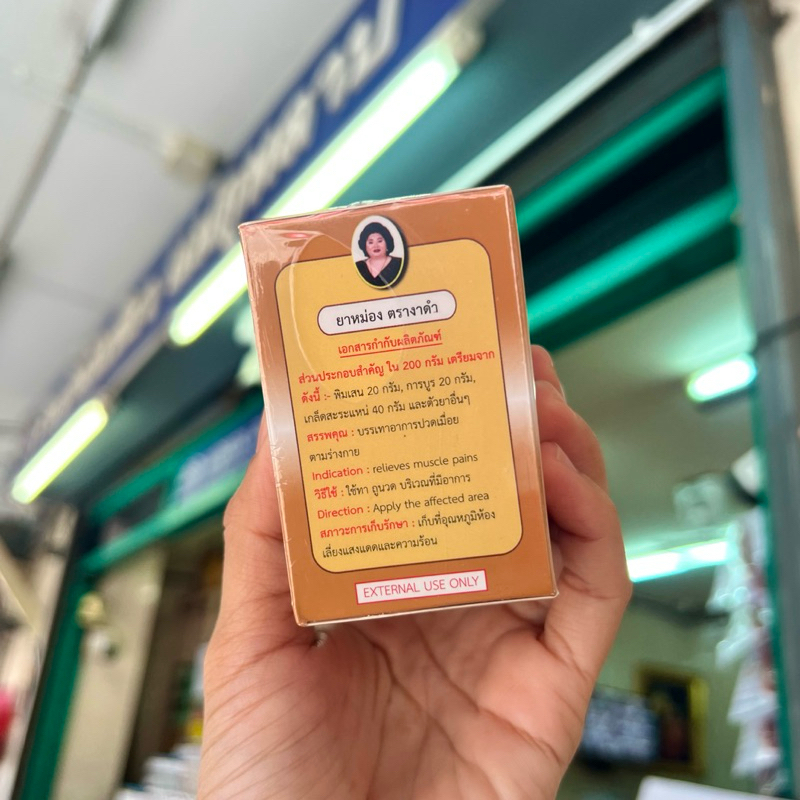 ยาหม่อง ตรางาดำ
เอกสารกำกับผลิตภัณฑ์
ส่วนประกอบสำคัญ ใน 200 กรัม เตรียมจาก
ดังนี้ :- พิมเสน 20 กรัม, การบูร 20 กรัม,
เกล็ดสะระแหน่ 40 กรัม และตัวยาอื่นๆ
สรรพคุณ : บรรเทาอาการปวดเมื่อย
ตามร่างกาย
Indication : relieves muscle pains
วิธีใช้ : ใช้ทา ถูนวด บริเวณที่มีอาการ
Direction : Apply the affected area
สภาวะการเก็บรักษา : เก็บที่อุณหภูมิห้อง
เลี่ยงแสงแดดและความร้อน
EXTERNAL USE ONLY